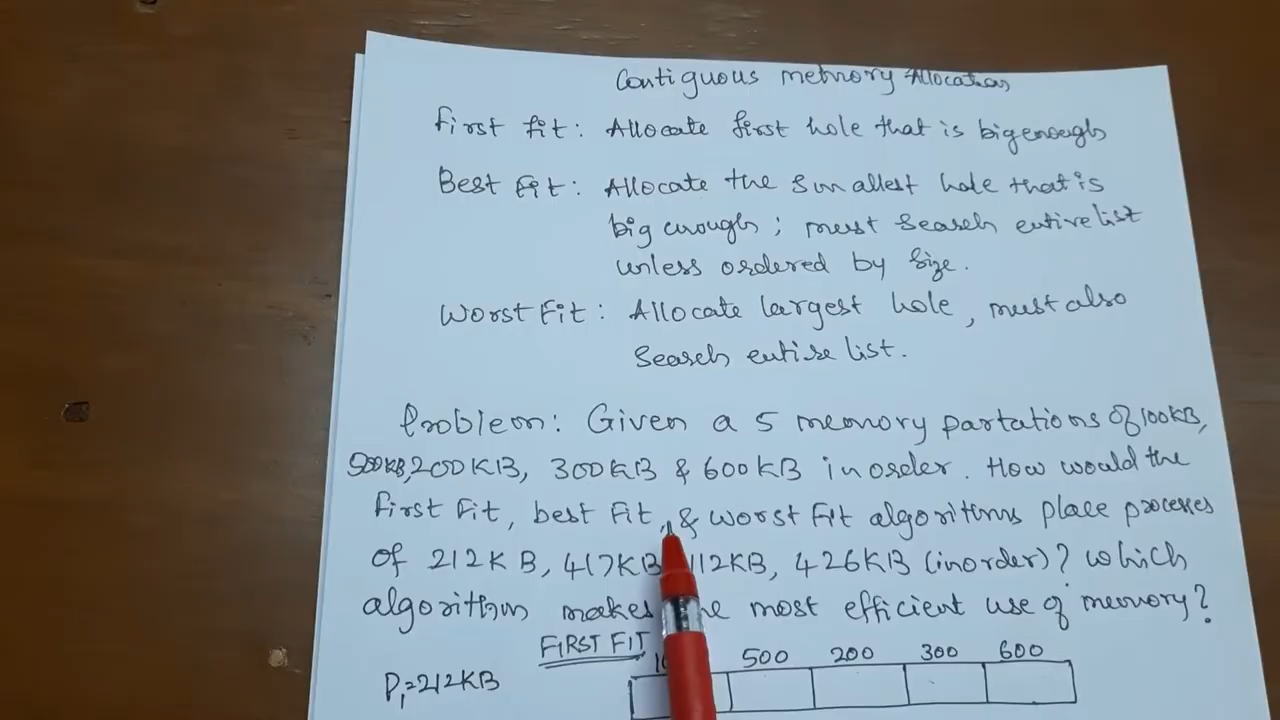 Contiguous memory Allocation
First fit: Allocate first hole that is big enough
Best Fit: Allocate the smallest hole that is
big enough; must search entire list
unless ordered by size.
Worst Fit: Allocate largest hole, must also
search entire list.
Problem: Given a 5 memory partations of 100KB,
500KB, 200KB, 300KB & 600KB in order. How would the
First Fit, best Fit, & worst Fit algorithms place processes
of 212KB, 417KB 112KB, 426KB (inorder)? Which
algorithm makes the most efficient use of memory?
FIRST FIT
500 200 300 600
P1=212KB